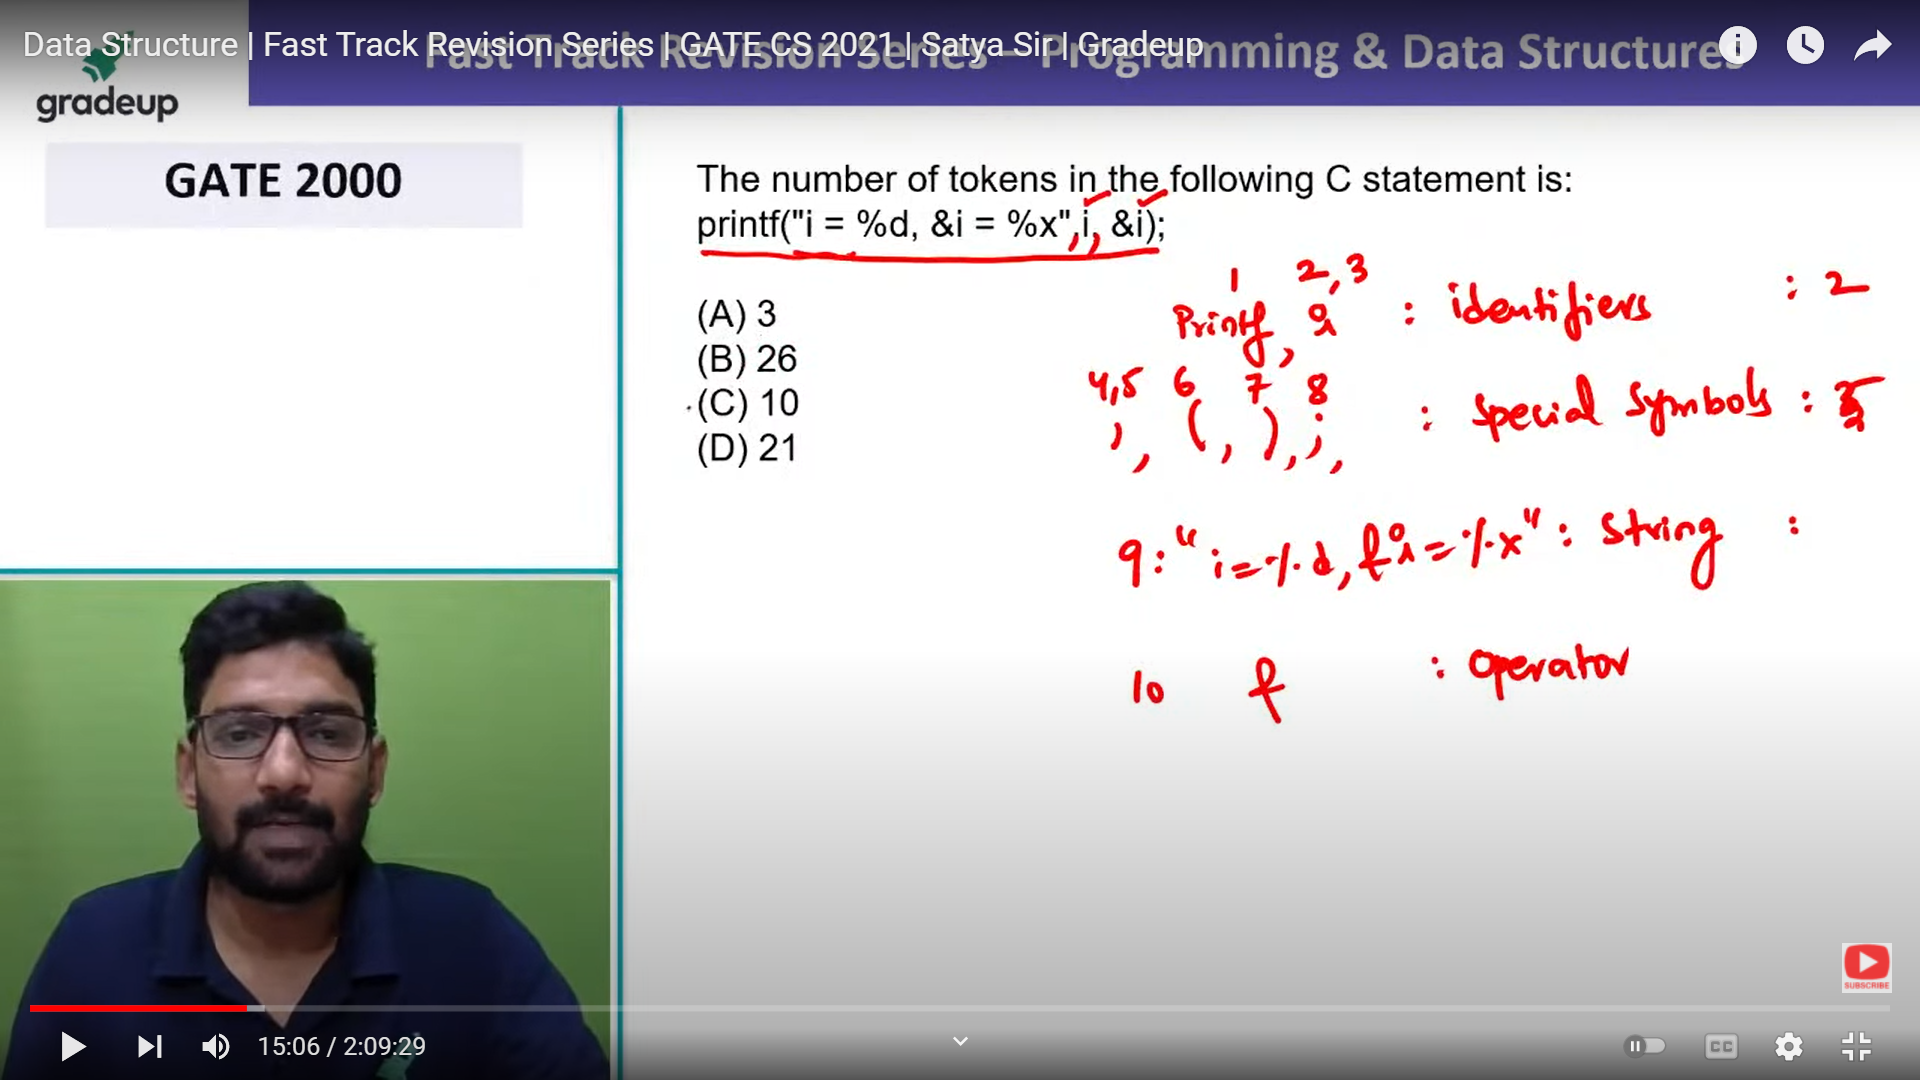 Data Structure | Fast Track Revision Series | GATE CS 2021 | Satya Sir | Gradeup
Fast Track Revision Series – Programming & Data Structures
gradeup
GATE 2000
The number of tokens in the following C statement is:
printf("i = %d, &i = %x",i, &i);
(A) 3
(B) 26
(C) 10
(D) 21
1 2,3
Printf, i : identifiers : 2
4,5 6 7 8
, , ( , ) , ; , : Special Symbols :
9: "i=%d, &i=%x" : String :
10 & : operator
SUBSCRIBE
15:06 / 2:09:29
CC